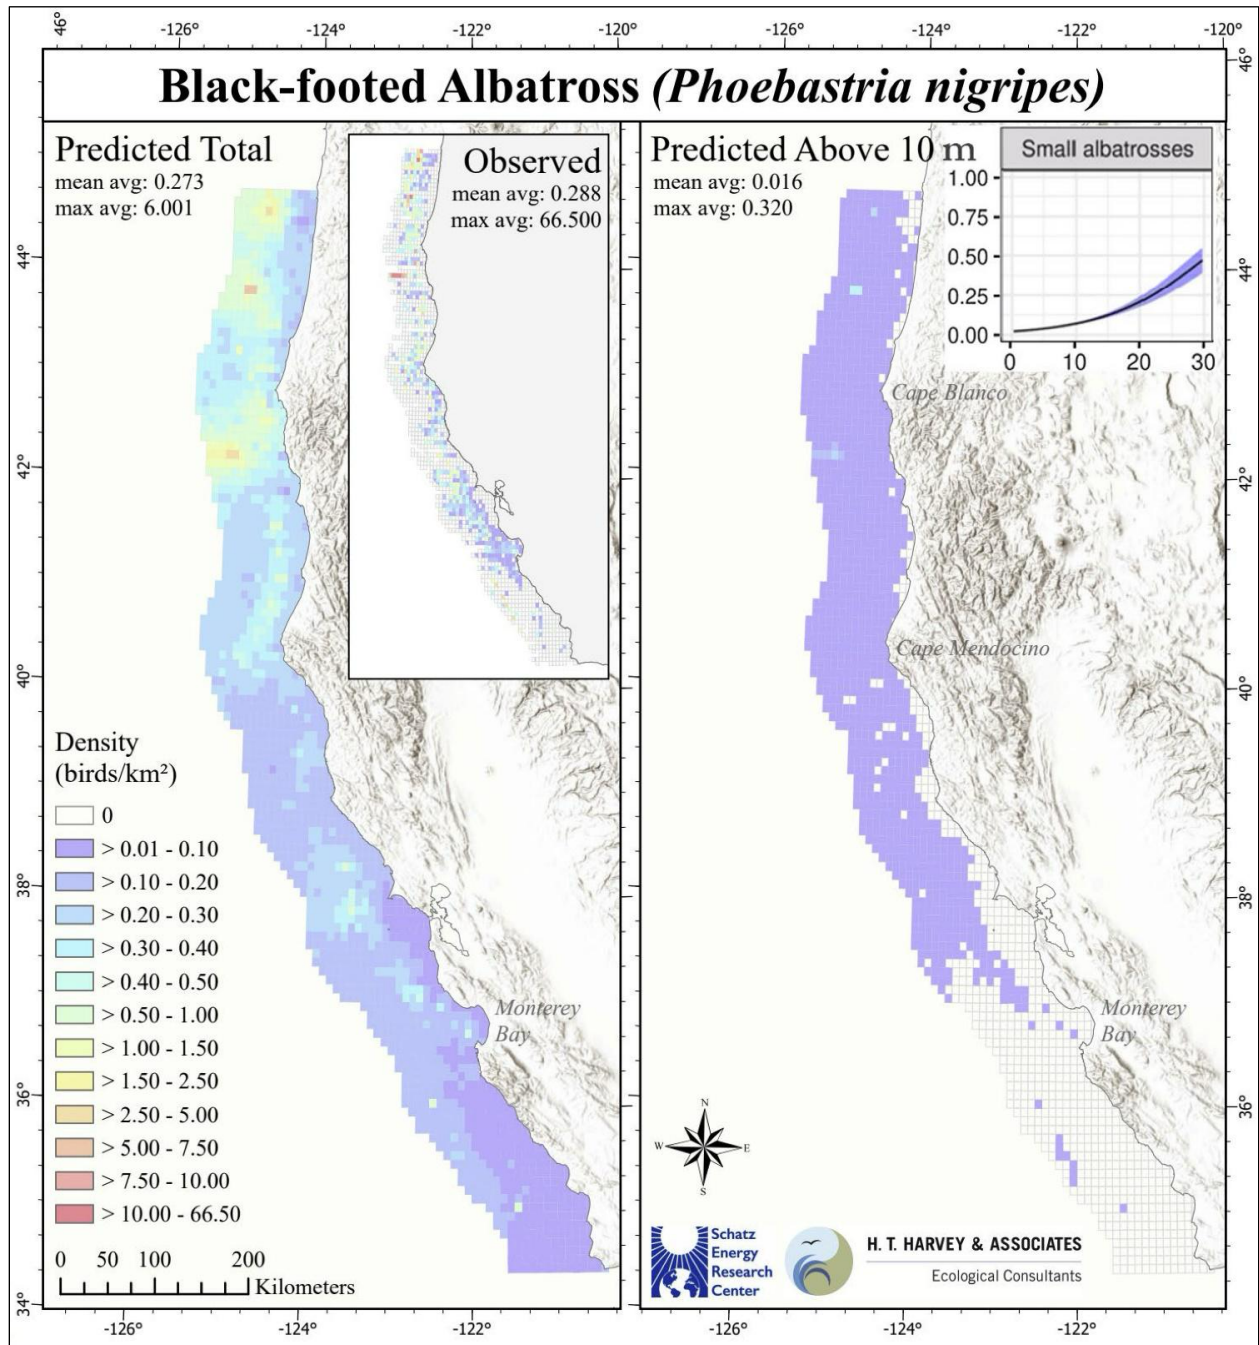 46°
-126°
-124°
-122°
-120°
-126°
-124°
-122°
-120°
46°
Black-footed Albatross (Phoebastria nigripes)
Predicted Total
mean avg: 0.273
max avg: 6.001
Observed
mean avg: 0.288
max avg: 66.500
Predicted Above 10 m
mean avg: 0.016
max avg: 0.320
Small albatrosses
1.00
0.75
0.50
0.25
0.00
0
10
20
30
44°
42°
40°
38°
36°
34°
44°
42°
40°
38°
36°
Cape Blanco
Cape Mendocino
Monterey
Bay
Monterey
Bay
Density
(birds/km²)
0
> 0.01 - 0.10
> 0.10 - 0.20
> 0.20 - 0.30
> 0.30 - 0.40
> 0.40 - 0.50
> 0.50 - 1.00
> 1.00 - 1.50
> 1.50 - 2.50
> 2.50 - 5.00
> 5.00 - 7.50
> 7.50 - 10.00
> 10.00 - 66.50
0 50 100 200
Kilometers
N
W
E
S
Schatz
Energy
Research
Center
H. T. HARVEY & ASSOCIATES
Ecological Consultants
-126°
-124°
-122°
-126°
-124°
-122°